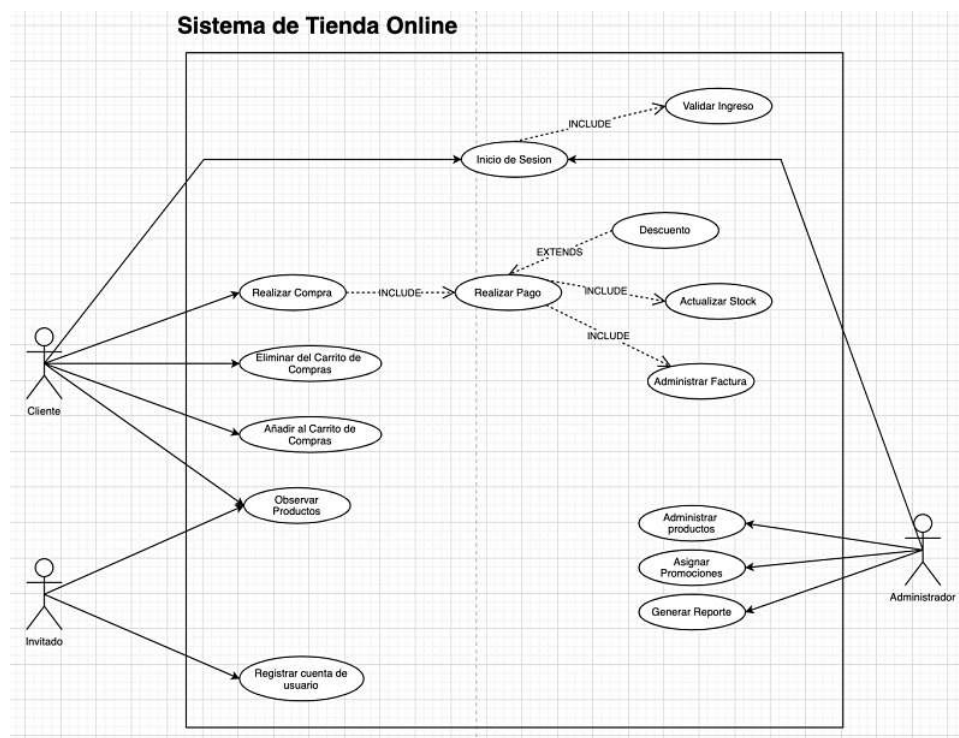 Sistema de Tienda Online
Validar Ingreso
INCLUDE
Inicio de Sesion
Descuento
EXTENDS
Realizar Compra
INCLUDE
Realizar Pago
INCLUDE
Actualizar Stock
INCLUDE
Eliminar del Carrito de
Compras
Administrar Factura
Cliente
Añadir al Carrito de
Compras
Observar
Productos
Administrar
productos
Asignar
Promociones
Administrador
Generar Reporte
Invitado
Registrar cuenta de
usuario